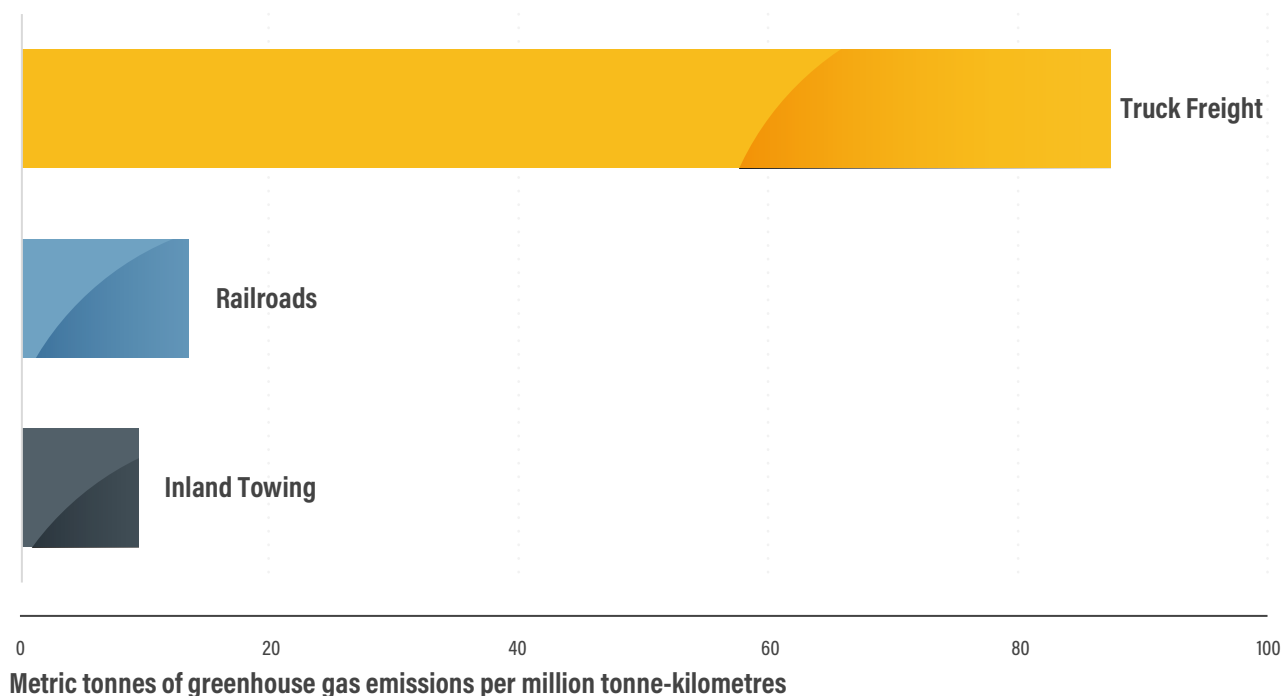 Truck Freight
Railroads
Inland Towing
0 20 40 60 80 100
Metric tonnes of greenhouse gas emissions per million tonne-kilometres